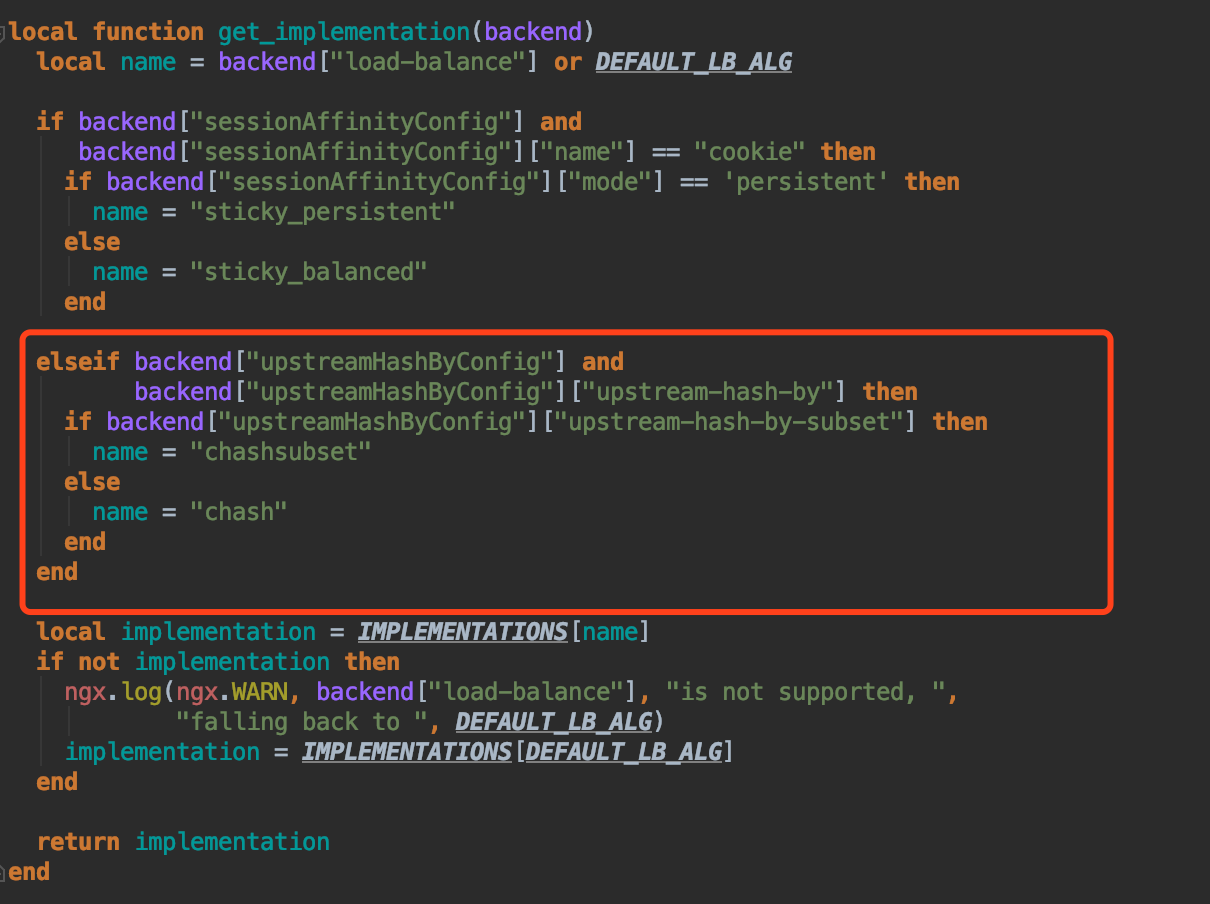 local function get_implementation(backend)
  local name = backend["load-balance"] or DEFAULT_LB_ALG

  if backend["sessionAffinityConfig"] and
     backend["sessionAffinityConfig"]["name"] == "cookie" then
    if backend["sessionAffinityConfig"]["mode"] == 'persistent' then
      name = "sticky_persistent"
    else
      name = "sticky_balanced"
    end

  elseif backend["upstreamHashByConfig"] and
         backend["upstreamHashByConfig"]["upstream-hash-by"] then
    if backend["upstreamHashByConfig"]["upstream-hash-by-subset"] then
      name = "chashsubset"
    else
      name = "chash"
    end
  end

  local implementation = IMPLEMENTATIONS[name]
  if not implementation then
    ngx.log(ngx.WARN, backend["load-balance"], "is not supported, ",
            "falling back to ", DEFAULT_LB_ALG)
    implementation = IMPLEMENTATIONS[DEFAULT_LB_ALG]
  end

  return implementation
end